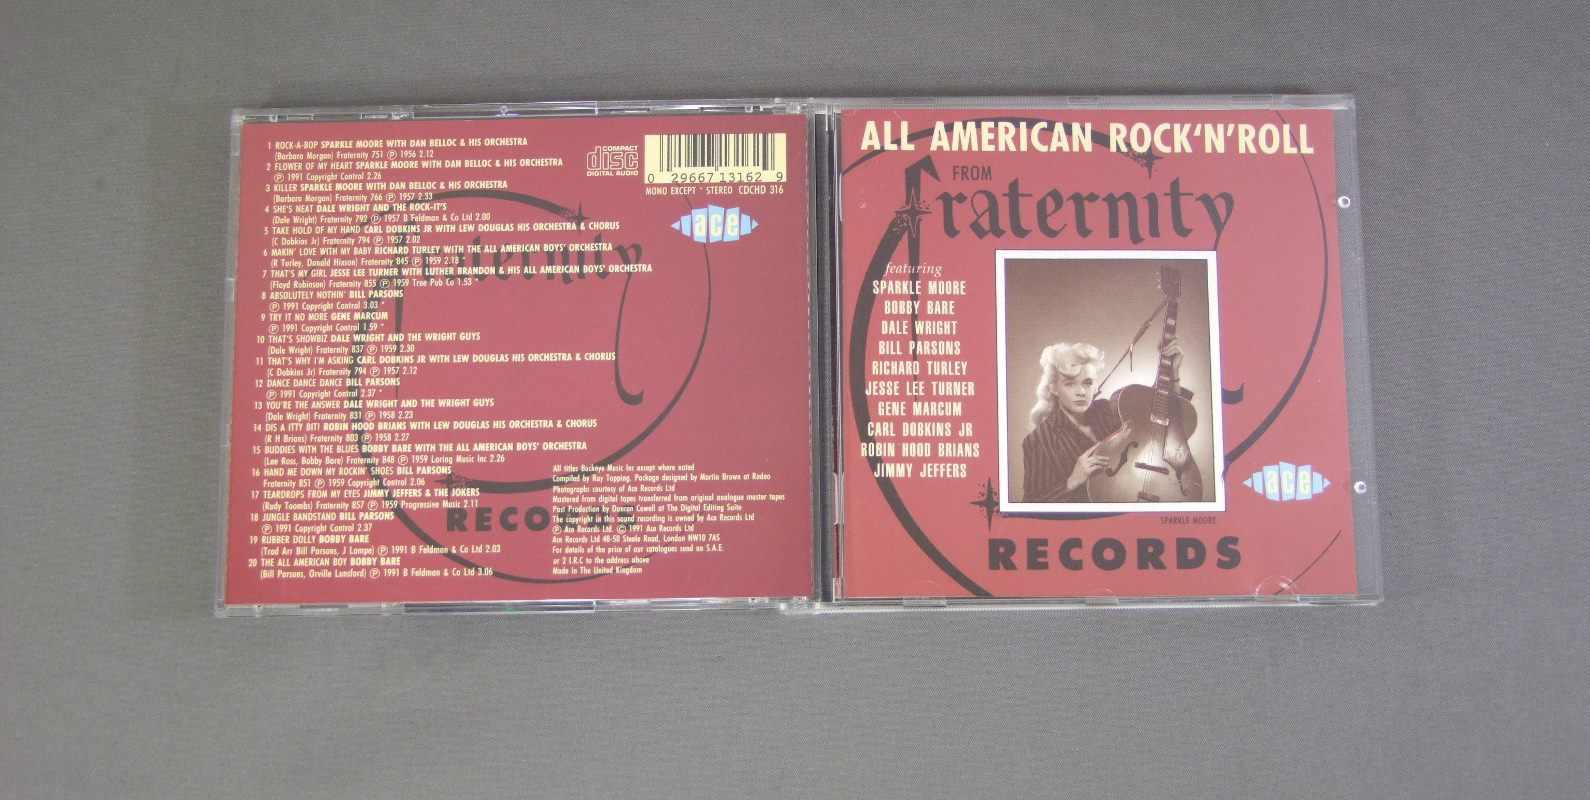 1 ROCK-A-BOP SPARKLE MOORE WITH DAN BELLOC & HIS ORCHESTRA
(Barbara Morgan) Fraternity 751 ℗ 1956 2.12
2 FLOWER OF MY HEART SPARKLE MOORE WITH DAN BELLOC & HIS ORCHESTRA
℗ 1991 Copyright Control 2.26
3 KILLER SPARKLE MOORE WITH DAN BELLOC & HIS ORCHESTRA
(Barbara Morgan) Fraternity 766 ℗ 1957 2.33
4 SHE'S NEAT DALE WRIGHT AND THE ROCK-IT'S
(Dale Wright) Fraternity 792 ℗ 1957 B Feldman & Co Ltd 2.00
5 TAKE HOLD OF MY HAND CARL DOBKINS JR WITH LEW DOUGLAS HIS ORCHESTRA & CHORUS
(C Dobkins Jr) Fraternity 794 ℗ 1957 2.02
6 MAKIN' LOVE WITH MY BABY RICHARD TURLEY WITH THE ALL AMERICAN BOYS' ORCHESTRA
(R Turley, Donald Hixson) Fraternity 845 ℗ 1959 2.18 *
7 THAT'S MY GIRL JESSE LEE TURNER WITH LUTHER BRANDON & HIS ALL AMERICAN BOYS' ORCHESTRA
(Floyd Robinson) Fraternity 855 ℗ 1959 Tree Pub Co 1.53 *
8 ABSOLUTELY NOTHIN' BILL PARSONS
℗ 1991 Copyright Control 3.03 *
9 TRY IT NO MORE GENE MARCUM
℗ 1991 Copyright Control 1.59 *
10 THAT'S SHOWBIZ DALE WRIGHT AND THE WRIGHT GUYS
(Dale Wright) Fraternity 837 ℗ 1959 2.30
11 THAT'S WHY I'M ASKING CARL DOBKINS JR WITH LEW DOUGLAS HIS ORCHESTRA & CHORUS
(C Dobkins Jr) Fraternity 794 ℗ 1957 2.12
12 DANCE DANCE DANCE BILL PARSONS
℗ 1991 Copyright Control 2.37 *
13 YOU'RE THE ANSWER DALE WRIGHT AND THE WRIGHT GUYS
(Dale Wright) Fraternity 831 ℗ 1958 2.23
14 DIS A ITTY BIT! ROBIN HOOD BRIANS WITH LEW DOUGLAS HIS ORCHESTRA & CHORUS
(R H Brians) Fraternity 803 ℗ 1958 2.27
15 BUDDIES WITH THE BLUES BOBBY BARE WITH THE ALL AMERICAN BOYS' ORCHESTRA
(Lee Ross, Bobby Bare) Fraternity 848 ℗ 1959 Loring Music Inc 2.26
16 HAND ME DOWN MY ROCKIN' SHOES BILL PARSONS
Fraternity 851 ℗ 1959 Copyright Control 2.06
17 TEARDROPS FROM MY EYES JIMMY JEFFERS & THE JOKERS
(Rudy Toombs) Fraternity 857 ℗ 1959 Progressive Music 2.11
18 JUNGLE BANDSTAND BILL PARSONS
℗ 1991 Copyright Control 2.37
19 RUBBER DOLLY BOBBY BARE
(Trad Arr Bill Parsons, J Lampe) ℗ 1991 B Feldman & Co Ltd 2.03
20 THE ALL AMERICAN BOY BOBBY BARE
(Bill Parsons, Orville Lunsford) ℗ 1991 B Feldman & Co Ltd 3.06
COMPACT
disc
DIGITAL AUDIO
0 29667 13162 9
MONO EXCEPT * STEREO CDCHD 316
ace
All titles Buckeye Music Inc except where noted
Compiled by Ray Topping. Package designed by Martin Brown at Rodeo
Photographs courtesy of Ace Records Ltd
Mastered from digital tapes transferred from original analogue master tapes
Post Production by Duncan Cowell at The Digital Editing Suite
The copyright in this sound recording is owned by Ace Records Ltd
℗ Ace Records Ltd. © 1991 Ace Records Ltd
Ace Records Ltd 48-50 Steele Road, London NW10 7AS
For details of the price of our catalogues send an S.A.E.
or 2 I.R.C to the address above
Made In The United Kingdom
ALL AMERICAN ROCK'N'ROLL
FROM
fraternity
featuring
SPARKLE MOORE
BOBBY BARE
DALE WRIGHT
BILL PARSONS
RICHARD TURLEY
JESSE LEE TURNER
GENE MARCUM
CARL DOBKINS JR
ROBIN HOOD BRIANS
JIMMY JEFFERS
ace
SPARKLE MOORE
RECORDS